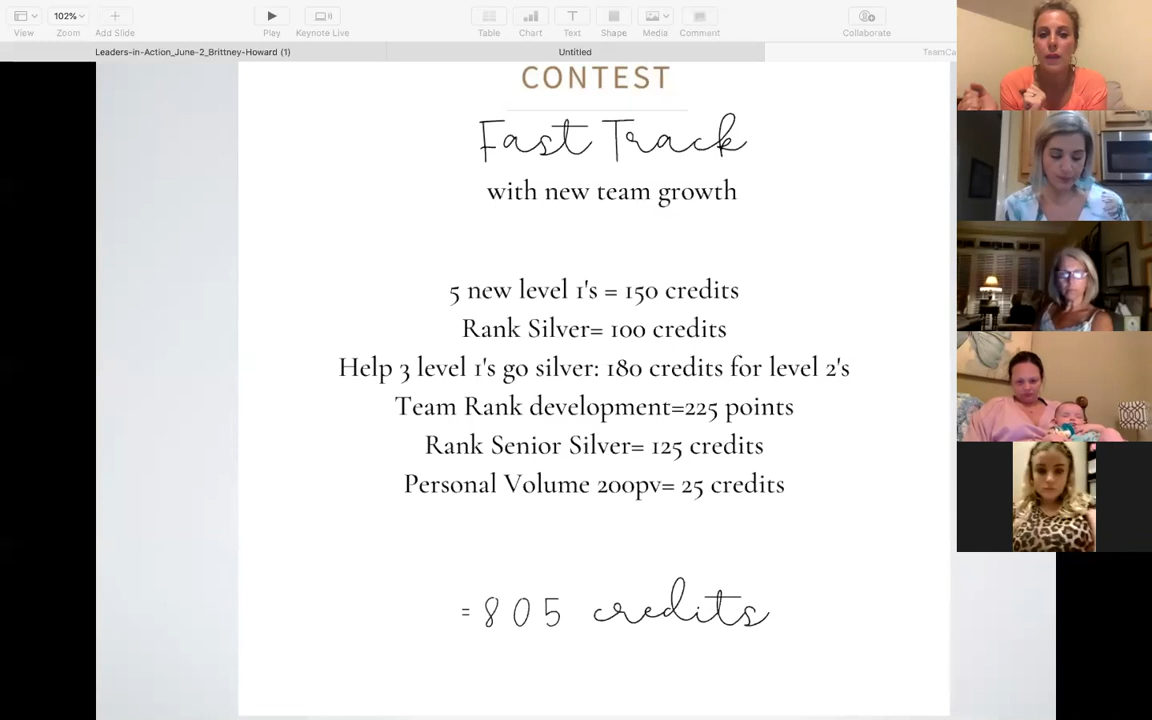 102%
View
Zoom
Add Slide
Play
Keynote Live
Table
Chart
Text
Shape
Media
Comment
Collaborate
Leaders-in-Action_June-2_Brittney-Howard (1)
Untitled
TeamCa
CONTEST
Fast Track
with new team growth
5 new level 1's = 150 credits
Rank Silver= 100 credits
Help 3 level 1's go silver: 180 credits for level 2's
Team Rank development=225 points
Rank Senior Silver= 125 credits
Personal Volume 200pv= 25 credits
=805 credits